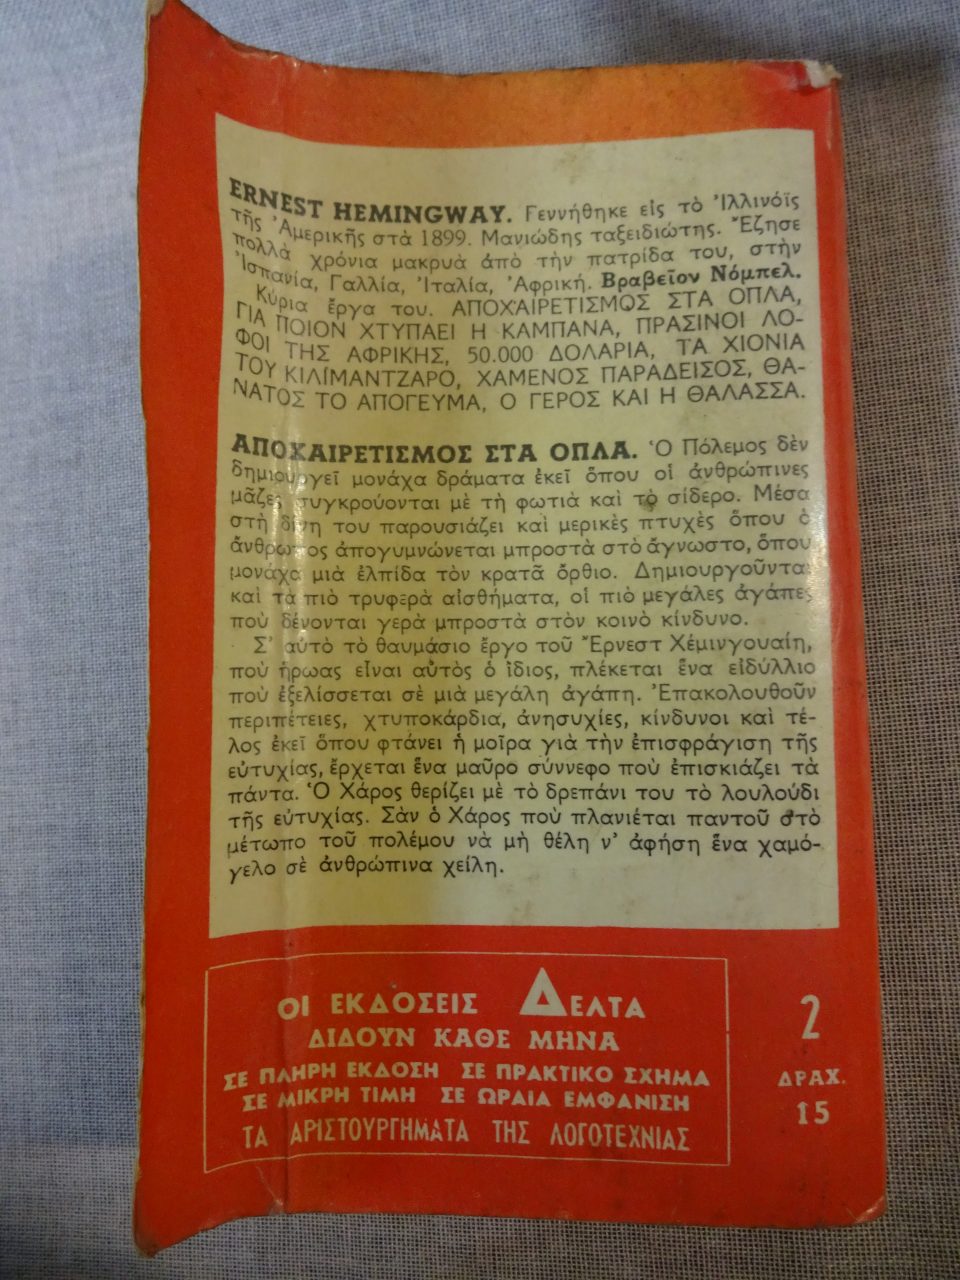 ERNEST HEMINGWAY. Γεννήθηκε εἰς τὸ Ἰλλινόϊς
τῆς Ἀμερικῆς στὰ 1899. Μανιώδης ταξειδιώτης. Ἔζησε
πολλὰ χρόνια μακρυὰ ἀπὸ τὴν πατρίδα του, στὴν
Ἱσπανία, Γαλλία, Ἰταλία, Ἀφρική. Βραβεῖον Νόμπελ.
Κύρια ἔργα του. ΑΠΟΧΑΙΡΕΤΙΣΜΟΣ ΣΤΑ ΟΠΛΑ,
ΓΙΑ ΠΟΙΟΝ ΧΤΥΠΑΕΙ Η ΚΑΜΠΑΝΑ, ΠΡΑΣΙΝΟΙ ΛΟ-
ΦΟΙ ΤΗΣ ΑΦΡΙΚΗΣ, 50.000 ΔΟΛΑΡΙΑ, ΤΑ ΧΙΟΝΙΑ
ΤΟΥ ΚΙΛΙΜΑΝΤΖΑΡΟ, ΧΑΜΕΝΟΣ ΠΑΡΑΔΕΙΣΟΣ, ΘΑ-
ΝΑΤΟΣ ΤΟ ΑΠΟΓΕΥΜΑ, Ο ΓΕΡΟΣ ΚΑΙ Η ΘΑΛΑΣΣΑ.
ΑΠΟΧΑΙΡΕΤΙΣΜΟΣ ΣΤΑ ΟΠΛΑ. Ὁ Πόλεμος δὲν
δημιουργεῖ μονάχα δράματα ἐκεῖ ὅπου οἱ ἀνθρώπινες
μᾶζες συγκρούονται μὲ τὴ φωτιὰ καὶ τὸ σίδερο. Μέσα
στὴ δίνη του παρουσιάζει καὶ μερικὲς πτυχὲς ὅπου ὁ
ἄνθρωπος ἀπογυμνώνεται μπροστὰ στὸ ἄγνωστο, ὅπου
μονάχα μιὰ ἐλπίδα τὸν κρατᾶ ὄρθιο. Δημιουργοῦνται
καὶ τὰ πιὸ τρυφερὰ αἰσθήματα, οἱ πιὸ μεγάλες ἀγάπες
ποὺ δένονται γερὰ μπροστὰ στὸν κοινὸ κίνδυνο.
Σ' αὐτὸ τὸ θαυμάσιο ἔργο τοῦ Ἔρνεστ Χέμινγουαιη,
ποὺ ἥρωας εἶναι αὐτὸς ὁ ἴδιος, πλέκεται ἕνα εἰδύλλιο
ποὺ ἐξελίσσεται σὲ μιὰ μεγάλη ἀγάπη. Ἐπακολουθοῦν
περιπέτειες, χτυποκάρδια, ἀνησυχίες, κίνδυνοι καὶ τέ-
λος ἐκεῖ ὅπου φτάνει ἡ μοῖρα γιὰ τὴν ἐπισφράγιση τῆς
εὐτυχίας, ἔρχεται ἕνα μαῦρο σύννεφο ποὺ ἐπισκιάζει τὰ
πάντα. Ὁ Χάρος θερίζει μὲ τὸ δρεπάνι του τὸ λουλούδι
τῆς εὐτυχίας. Σὰν ὁ Χάρος ποὺ πλανιέται παντοῦ στὸ
μέτωπο τοῦ πολέμου νὰ μὴ θέλη ν' ἀφήση ἕνα χαμό-
γελο σὲ ἀνθρώπινα χείλη.
ΟΙ ΕΚΔΟΣΕΙΣ ΔΕΛΤΑ
ΔΙΔΟΥΝ ΚΑΘΕ ΜΗΝΑ
ΣΕ ΠΛΗΡΗ ΕΚΔΟΣΗ ΣΕ ΠΡΑΚΤΙΚΟ ΣΧΗΜΑ
ΣΕ ΜΙΚΡΗ ΤΙΜΗ ΣΕ ΩΡΑΙΑ ΕΜΦΑΝΙΣΗ
ΤΑ ΑΡΙΣΤΟΥΡΓΗΜΑΤΑ ΤΗΣ ΛΟΓΟΤΕΧΝΙΑΣ
2
ΔΡΑΧ.
15